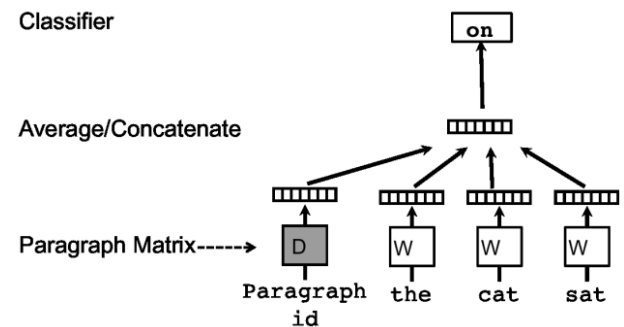 Classifier
on
Average/Concatenate
Paragraph Matrix
D
W
W
W
Paragraph
id
the
cat
sat